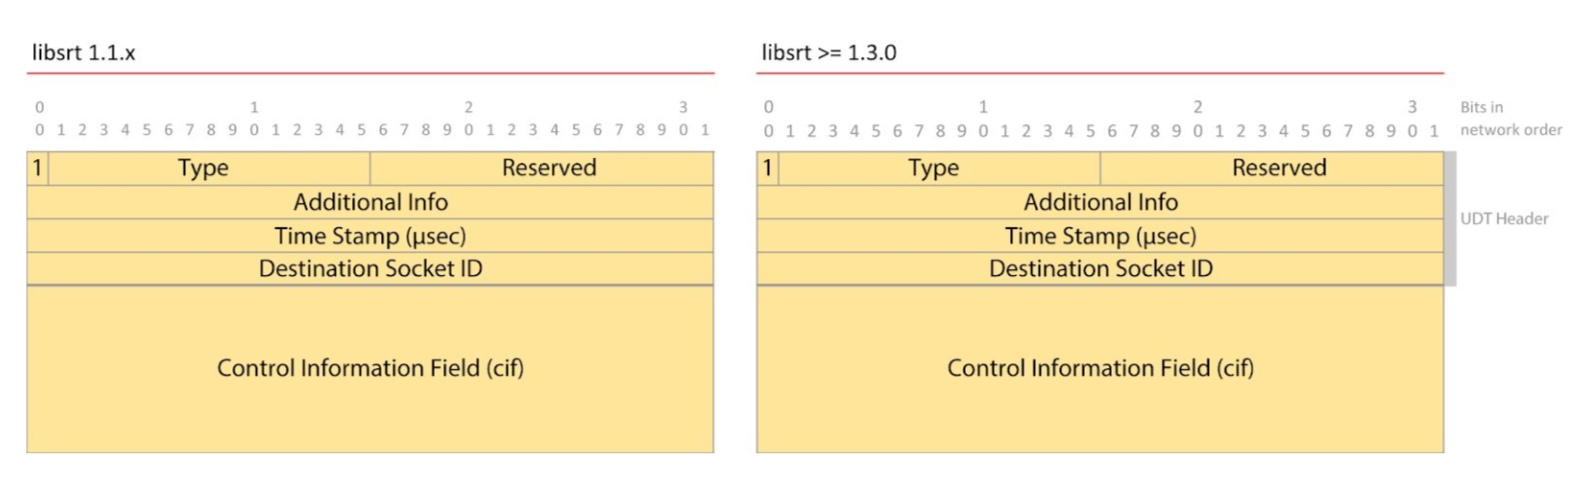 libsrt 1.1.x
0 1 2 3
0 1 2 3 4 5 6 7 8 9 0 1 2 3 4 5 6 7 8 9 0 1 2 3 4 5 6 7 8 9 0 1
1 Type Reserved
Additional Info
Time Stamp (µsec)
Destination Socket ID
Control Information Field (cif)
libsrt >= 1.3.0
0 1 2 3 Bits in
0 1 2 3 4 5 6 7 8 9 0 1 2 3 4 5 6 7 8 9 0 1 2 3 4 5 6 7 8 9 0 1 network order
1 Type Reserved
Additional Info
Time Stamp (µsec)
Destination Socket ID
UDT Header
Control Information Field (cif)